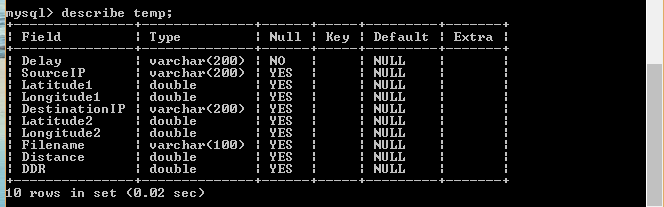 mysql> describe temp;
+---------------+--------------+------+-----+---------+-------+
| Field         | Type         | Null | Key | Default | Extra |
+---------------+--------------+------+-----+---------+-------+
| Delay         | varchar(200) | NO   |     | NULL    |       |
| SourceIP      | varchar(200) | YES  |     | NULL    |       |
| Latitude1     | double       | YES  |     | NULL    |       |
| Longitude1    | double       | YES  |     | NULL    |       |
| DestinationIP | varchar(200) | YES  |     | NULL    |       |
| Latitude2     | double       | YES  |     | NULL    |       |
| Longitude2    | double       | YES  |     | NULL    |       |
| Filename      | varchar(100) | YES  |     | NULL    |       |
| Distance      | double       | YES  |     | NULL    |       |
| DDR           | double       | YES  |     | NULL    |       |
+---------------+--------------+------+-----+---------+-------+
10 rows in set (0.02 sec)